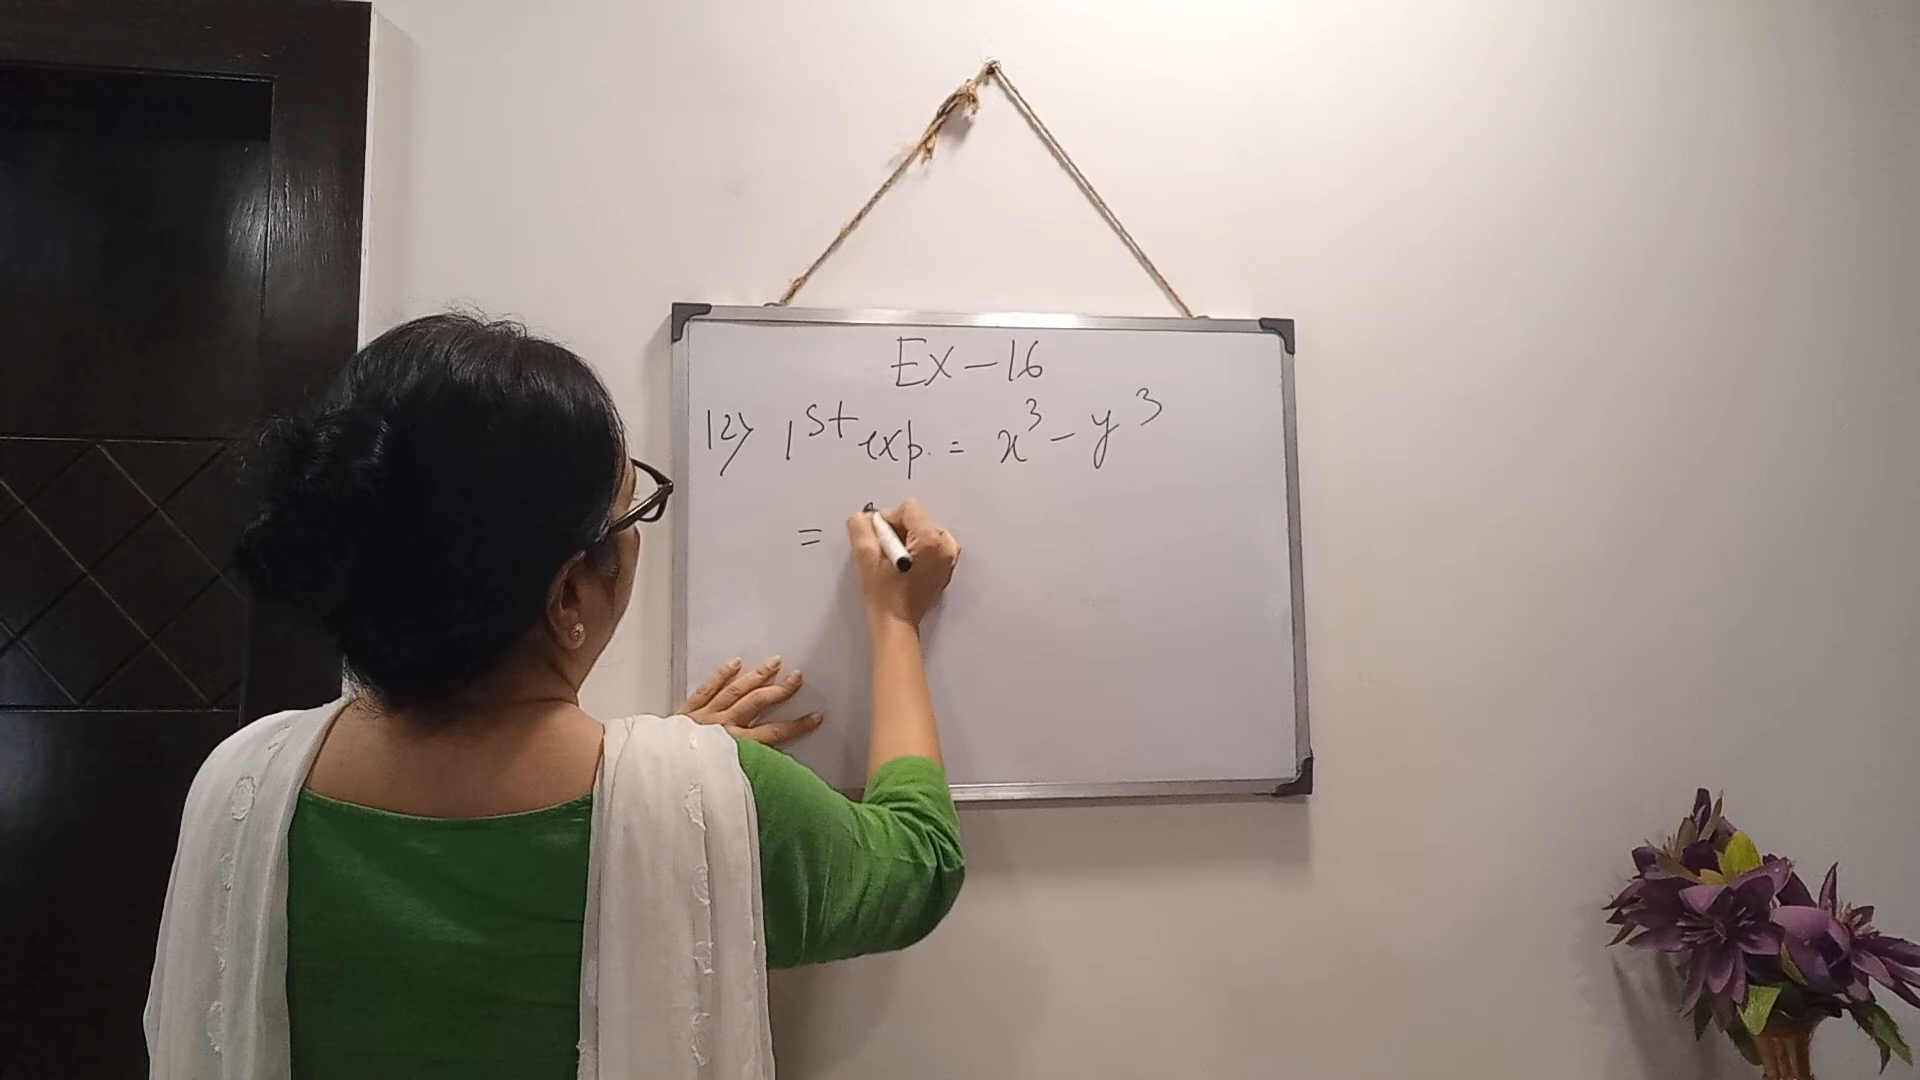 Ex-16
12) 1st exp. = x³ - y³
=